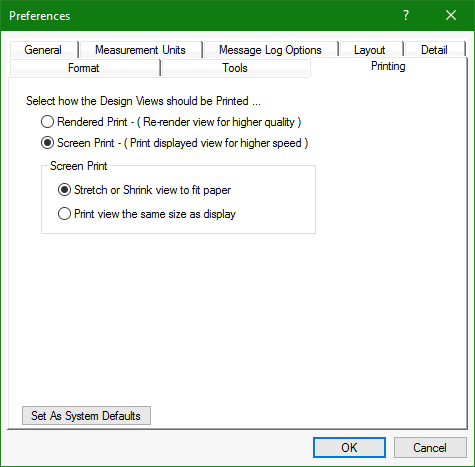 Preferences
?
General
Measurement Units
Message Log Options
Layout
Detail
Format
Tools
Printing
Select how the Design Views should be Printed ...
Rendered Print - ( Re-render view for higher quality )
Screen Print - ( Print displayed view for higher speed )
Screen Print
Stretch or Shrink view to fit paper
Print view the same size as display
Set As System Defaults
OK
Cancel